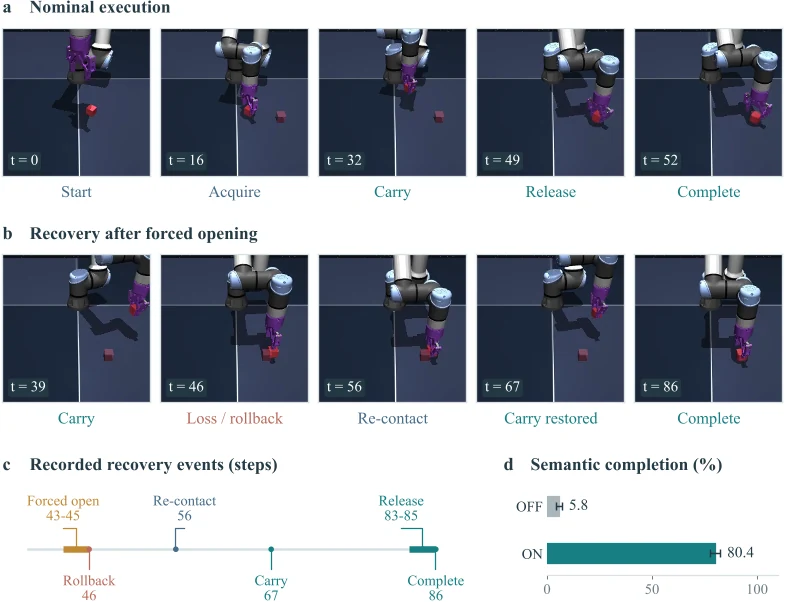 a Nominal execution
t = 0
t = 16
t = 32
t = 49
t = 52
Start
Acquire
Carry
Release
Complete
b Recovery after forced opening
t = 39
t = 46
t = 56
t = 67
t = 86
Carry
Loss / rollback
Re-contact
Carry restored
Complete
c Recorded recovery events (steps)
Forced open
43-45
Re-contact
56
Release
83-85
Rollback
46
Carry
67
Complete
86
d Semantic completion (%)
OFF
5.8
ON
80.4
0
50
100